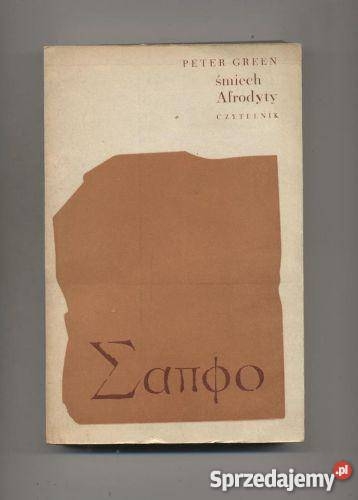 PETER GREEN
śmiech
Afrodyty
CZYTELNIK
Σαπφο
Sprzedajemy.pl